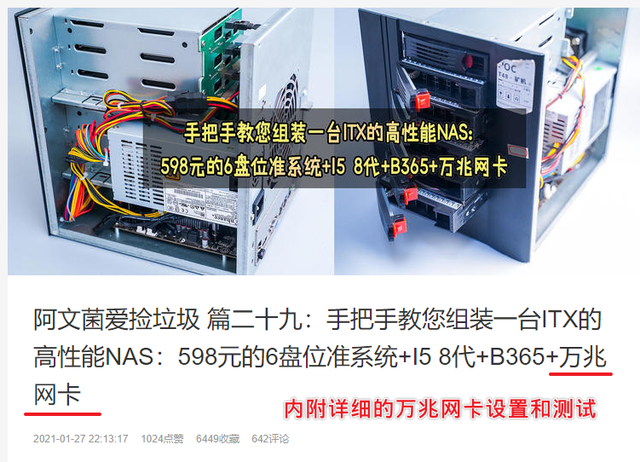 YOC
T48·矿机
手把手教您组装一台ITX的高性能NAS:
598元的6盘位准系统+I5 8代+B365+万兆网卡
阿文菌爱捡垃圾 篇二十九：手把手教您组装一台ITX的
高性能NAS：598元的6盘位准系统+I5 8代+B365+万兆
网卡
内附详细的万兆网卡设置和测试
2021-01-27 22:13:17 1024点赞 6449收藏 642评论